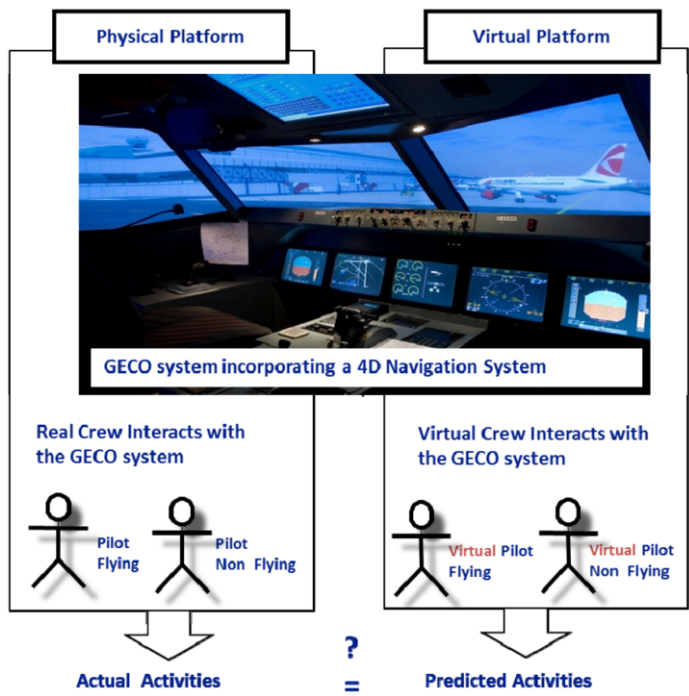 Physical Platform
Virtual Platform
GECO system incorporating a 4D Navigation System
Real Crew Interacts with
the GECO system
Virtual Crew Interacts with
the GECO system
Pilot
Flying
Pilot
Non Flying
Virtual Pilot
Flying
Virtual Pilot
Non Flying
?
=
Actual Activities
Predicted Activities